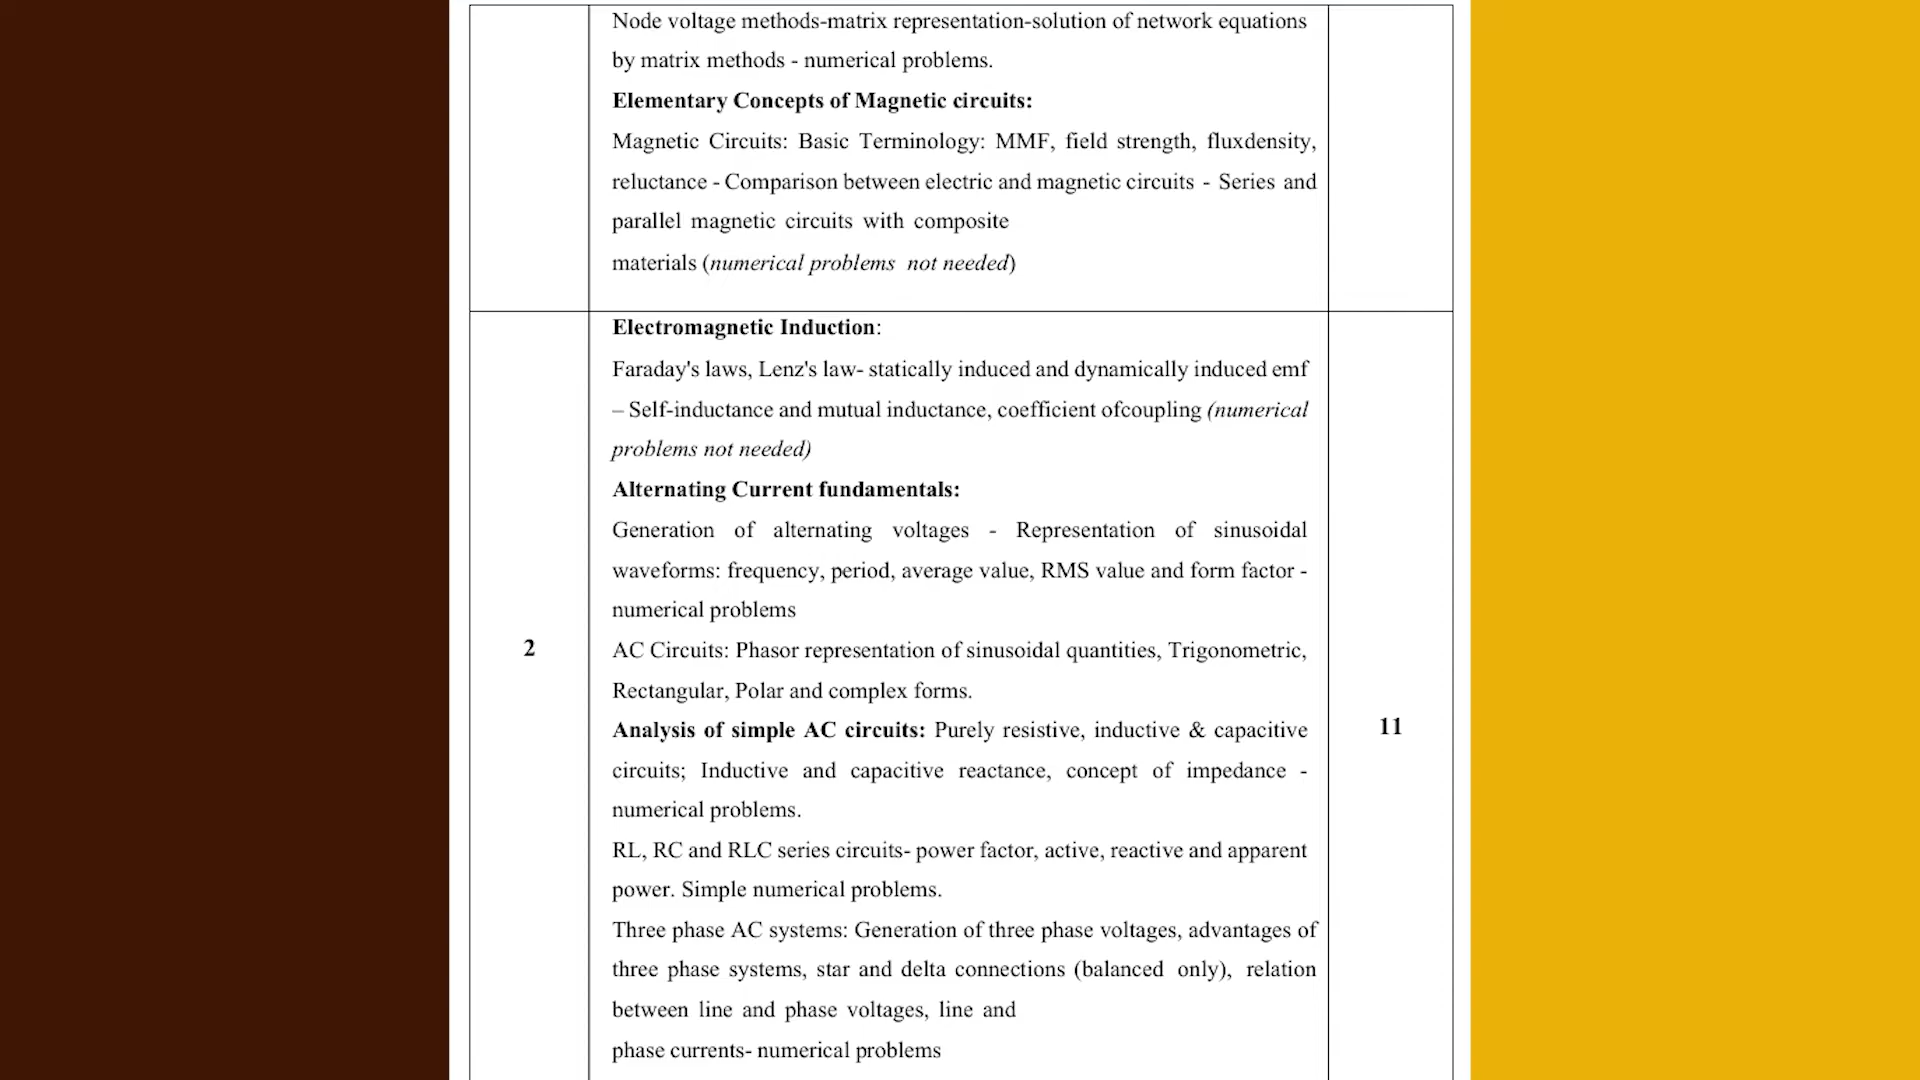 Node voltage methods-matrix representation-solution of network equations
by matrix methods - numerical problems.
Elementary Concepts of Magnetic circuits:
Magnetic Circuits: Basic Terminology: MMF, field strength, fluxdensity,
reluctance - Comparison between electric and magnetic circuits - Series and
parallel magnetic circuits with composite
materials (numerical problems not needed)
Electromagnetic Induction:
Faraday's laws, Lenz's law- statically induced and dynamically induced emf
– Self-inductance and mutual inductance, coefficient ofcoupling (numerical
problems not needed)
Alternating Current fundamentals:
Generation of alternating voltages - Representation of sinusoidal
waveforms: frequency, period, average value, RMS value and form factor -
numerical problems
2
AC Circuits: Phasor representation of sinusoidal quantities, Trigonometric,
Rectangular, Polar and complex forms.
Analysis of simple AC circuits: Purely resistive, inductive & capacitive
11
circuits; Inductive and capacitive reactance, concept of impedance -
numerical problems.
RL, RC and RLC series circuits- power factor, active, reactive and apparent
power. Simple numerical problems.
Three phase AC systems: Generation of three phase voltages, advantages of
three phase systems, star and delta connections (balanced only), relation
between line and phase voltages, line and
phase currents- numerical problems